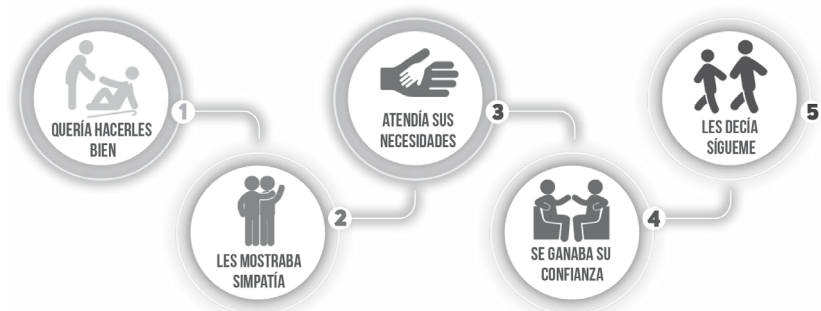 QUERÍA HACERLES
BIEN
1
LES MOSTRABA
SIMPATÍA
2
ATENDÍA SUS
NECESIDADES
3
SE GANABA SU
CONFIANZA
4
LES DECÍA
SÍGUEME
5